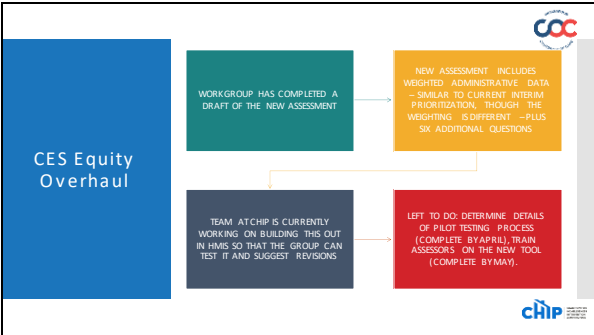 COC
CES Equity
Overhaul
WORKGROUP HAS COMPLETED A
DRAFT OF THE NEW ASSESSMENT
NEW ASSESSMENT INCLUDES
WEIGHTED ADMINISTRATIVE DATA
– SIMILAR TO CURRENT INTERIM
PRIORITIZATION, THOUGH THE
WEIGHTING IS DIFFERENT – PLUS
SIX ADDITIONAL QUESTIONS
TEAM AT CHIP IS CURRENTLY
WORKING ON BUILDING THIS OUT
IN HMIS SO THAT THE GROUP CAN
TEST IT AND SUGGEST REVISIONS
LEFT TO DO: DETERMINE DETAILS
OF PILOT TESTING PROCESS
(COMPLETE BY APRIL), TRAIN
ASSESSORS ON THE NEW TOOL
(COMPLETE BY MAY).
CHIP